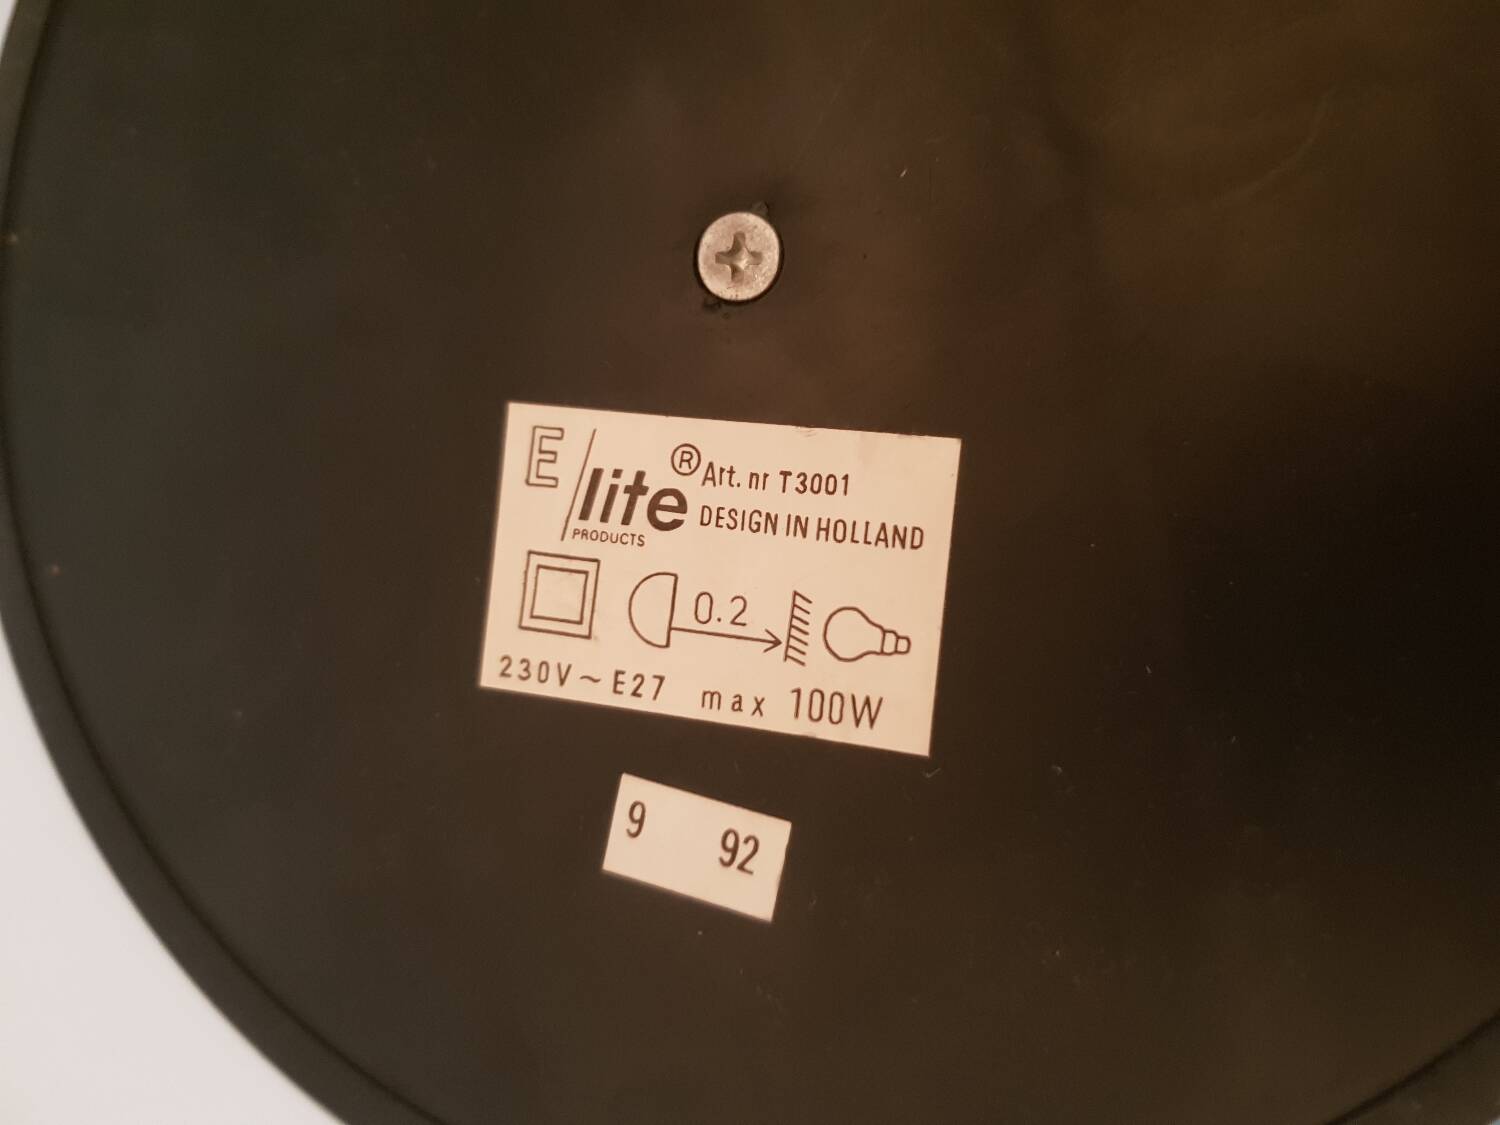 E/lite® Art. nr T3001
PRODUCTS DESIGN IN HOLLAND
0.2
230V~E27 max 100W
9 92